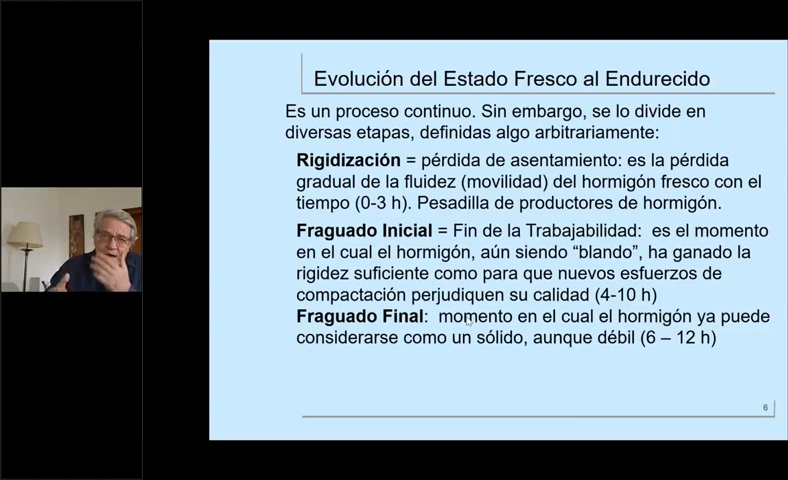 Evolución del Estado Fresco al Endurecido
Es un proceso continuo. Sin embargo, se lo divide en
diversas etapas, definidas algo arbitrariamente:
Rigidización = pérdida de asentamiento: es la pérdida
gradual de la fluidez (movilidad) del hormigón fresco con el
tiempo (0-3 h). Pesadilla de productores de hormigón.
Fraguado Inicial = Fin de la Trabajabilidad: es el momento
en el cual el hormigón, aún siendo “blando”, ha ganado la
rigidez suficiente como para que nuevos esfuerzos de
compactación perjudiquen su calidad (4-10 h)
Fraguado Final: momento en el cual el hormigón ya puede
considerarse como un sólido, aunque débil (6 – 12 h)
6